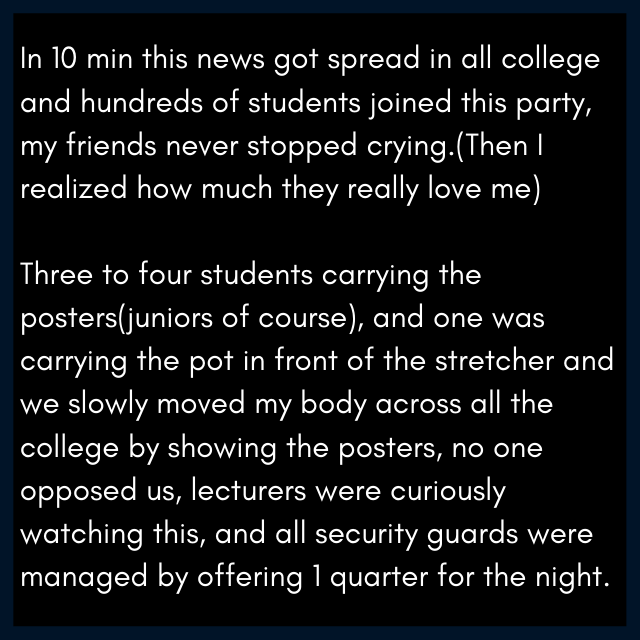 In 10 min this news got spread in all college
and hundreds of students joined this party,
my friends never stopped crying.(Then I
realized how much they really love me)
Three to four students carrying the
posters(juniors of course), and one was
carrying the pot in front of the stretcher and
we slowly moved my body across all the
college by showing the posters, no one
opposed us, lecturers were curiously
watching this, and all security guards were
managed by offering 1 quarter for the night.